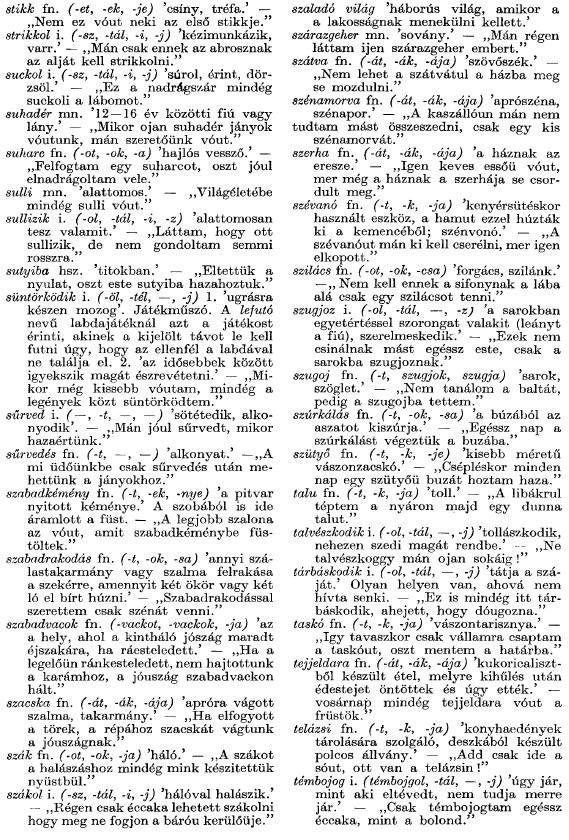 stikk fn. (-et, -ek, -je) 'csíny, tréfa.' —
„Nem ez vóut neki az első stikkje.”
strikkol i. (-sz, -tál, -i, -j) 'kézimunkázik,
varr.' — „Mán csak ennek az abrosznak
az alját kell strikkolni.”
suckol i. (-sz, -tál, -i, -j) 'súrol, érint, dör-
zsöl.' — „Ez a nadrágszár mindég
suckoli a lábomot.”
suhadér mn. '12—16 év közötti fiú vagy
lány.' — „Mikor ojan suhadér jányok
vóutunk, mán szeretőünk vóut.”
suharc fn. (-ot, -ok, -a) 'hajlós vessző.' —
„Felfogtam egy suharcot, oszt jóul
elnadrágoltam vele.”
sulli mn. 'alattomos.' — „Világéletébe
mindég sulli vóut.”
sullizik i. (-ol, -tál, -i, -z) 'alattomosan
tesz valamit.' — „Láttam, hogy ott
sullizik, de nem gondoltam semmi
rosszra.”
sutyiba hsz. 'titokban.' — „Eltettük a
nyulat, oszt este sutyiba hazahoztuk.”
süntörködik i. (-öl, -tél, —, -j) 1. 'ugrásra
készen mozog'. Játékműszó. A lefutó
nevű labdajátéknál azt a játékost
érinti, akinek a kijelölt távot le kell
futni úgy, hogy az ellenfél a labdával
ne találja el. 2. 'az idősebbek között
igyekszik magát észrevétetni.' — „Mi-
kor még kissebb vóutam, mindég a
legények közt süntörködtem.”
sűrved i. (—, -t, —, —) 'sötétedik, alko-
nyodik'. — „Mán jóul sűrvedt, mikor
hazaértünk.”
sűrvedés fn. (-t, —, —) 'alkonyat.' —„A
mi üdőünkbe csak sűrvedés után me-
hettünk a jányokhoz.”
szabadkémény fn. (-t, -ek, -nye) 'a pitvar
nyitott kéménye.' A szobából is ide
áramlott a füst. — „A legjobb szalona
az vóut, amit szabadkéménybe füs-
töltek.”
szabadrakodás fn. (-t, -ok, -sa) 'annyi szá-
lastakarmány vagy szalma felrakása
a szekérre, amennyit két ökör vagy két
ló el bírt húzni.' — „Szabadrakodással
szerettem csak szénát venni.”
szabadvacok fn. (-vackot, -vackok, -ja) 'az
a hely, ahol a kintháló jószág maradt
éjszakára, ha rácsteledett.' — „Ha a
legelőün ránkesteledett, nem hajtottunk
a karámhoz, a jóuszág szabadvackon
hált.”
szacska fn. (-át, -ák, -ája) 'apróra vágott
szalma, takarmány.' — „Ha elfogyott
a törek, a répához szacskát vágtunk
a jóuszágnak.”
szák fn. (-ot, -ok, -ja) 'háló.' — „A szákot
a halászáshoz mindég mink készítettük
nyüstbül.”
szákol i. (-sz, -tál, -i, -j) 'hálóval halászik.'
— „Régen csak éccaka lehetett szákolni
hogy meg ne fogjon a báróu kerülőüje.”
szaladó világ 'háborús világ, amikor a
a lakosságnak menekülni kellett.'
szárazgeher mn. 'sovány.' — „Mán régen
láttam ijen szárazgeher embert.”
szátva fn. (-át, -ák, -ája) 'szövőszék.' —
„Nem lehet a szátvátul a házba meg
se mozdulni.”
szénamorva fn. (-át, -ák, -ája) 'aprószéna,
szénapor.' — „A kaszállóun mán nem
tudtam mást összeszedni, csak egy kis
szénamorvát.”
szerha fn. (-át, -ák, -ája) 'a háznak az
eresze.' — „Igen keves essőü vóut,
mer még a háznak a szerhája se csor-
dult meg.”
szévanó fn. (-t, -k, -ja) 'kenyérsütéskor
használt eszköz, a hamut ezzel húzták
ki a kemencéből; szénvonó.' — „A
szévanóut mán ki kell cserélni, mer igen
elkopott.”
szilács fn. (-ot, -ok, -csa) 'forgács, szilánk.'
—„ Nem kell ennek a sifonynak a lába
alá csak egy szilácsot tenni.”
szugjoz i. (-ol, -tál, —, -z) 'a sarokban
egyetértéssel szorongat valakit (leányt
a fiú), szerelmeskedik.' — „Ezek nem
csinálnak mást egéssz este, csak a
sarokba szugjoznak.”
szugoj fn. (-t, szugjok, szugja) 'sarok,
szöglet.' — „Nem tanálom a baltát,
pedig a szugojba tettem.”
szúrkálás fn. (-t, -ok, -sa) 'a búzából az
aszatot kiszúrja.' — „Egéssz nap a
szúrkálást végeztük a buzába.”
szütyő fn. (-t, -k, -je) 'kisebb méretű
vászonzacskó.' — „Csépléskor minden
nap egy szütyőü buzát hoztam haza.”
talu fn. (-t, -k, -ja) 'toll.' — „A libákrul
téptem a nyáron majd egy dunna
talut.”
talvészkodik i. (-ol, -tál, —, -j) 'tollászkodik,
nehezen szedi magát rendbe.' — „Ne
talvészkoggy mán ojan sokáig!”
tárbáskodik i. (-ol, -tál, —, -j) 'tátja a szá-
ját.' Olyan helyen van, ahová nem
hívta senki. — „Ez is mindég itt tár-
báskodik, ahejett, hogy dóugozna.”
taskó fn. (-t, -k, -ja) 'vászontarisznya.' —
„Igy tavaszkor csak vállamra csaptam
a taskóut, oszt mentem a határba.”
tejjeldara fn. (-át, -ák, -ája) 'kukoricaliszt-
ből készült étel, melyre kihűlés után
édestejet öntöttek és úgy ették.' —
vosárnap mindég tejjeldara vóut a
früstök.”
telázsi fn. (-t, -k, -ja) 'konyhaedények
tárolására szolgáló, deszkából készült
polcos állvány.' — „Add csak ide a
sóut, ott van a telázsin!”
témbojog i. (témbojgol, -tál, —, -j) 'úgy jár,
mint aki eltévedt, nem tudja merre
jár.' — „Csak témbojogtam egéssz
éccaka, mint a bolond.”